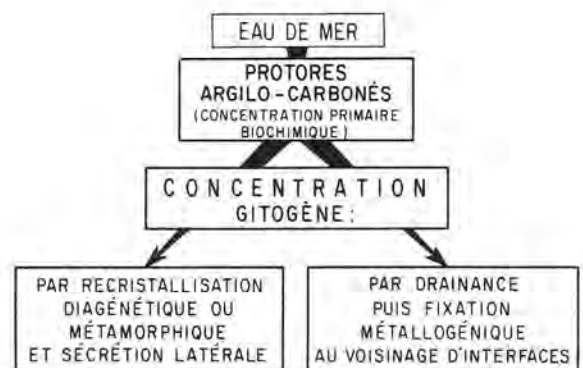 EAU DE MER
PROTORES
ARGILO-CARBONÉS
(CONCENTRATION PRIMAIRE
BIOCHIMIQUE)
CONCENTRATION
GITOGÈNE:
PAR RECRISTALLISATION
DIAGÉNÉTIQUE OU
MÉTAMORPHIQUE
ET SÉCRÉTION LATÉRALE
PAR DRAINANCE
PUIS FIXATION
MÉTALLOGÉNIQUE
AU VOISINAGE D'INTERFACES